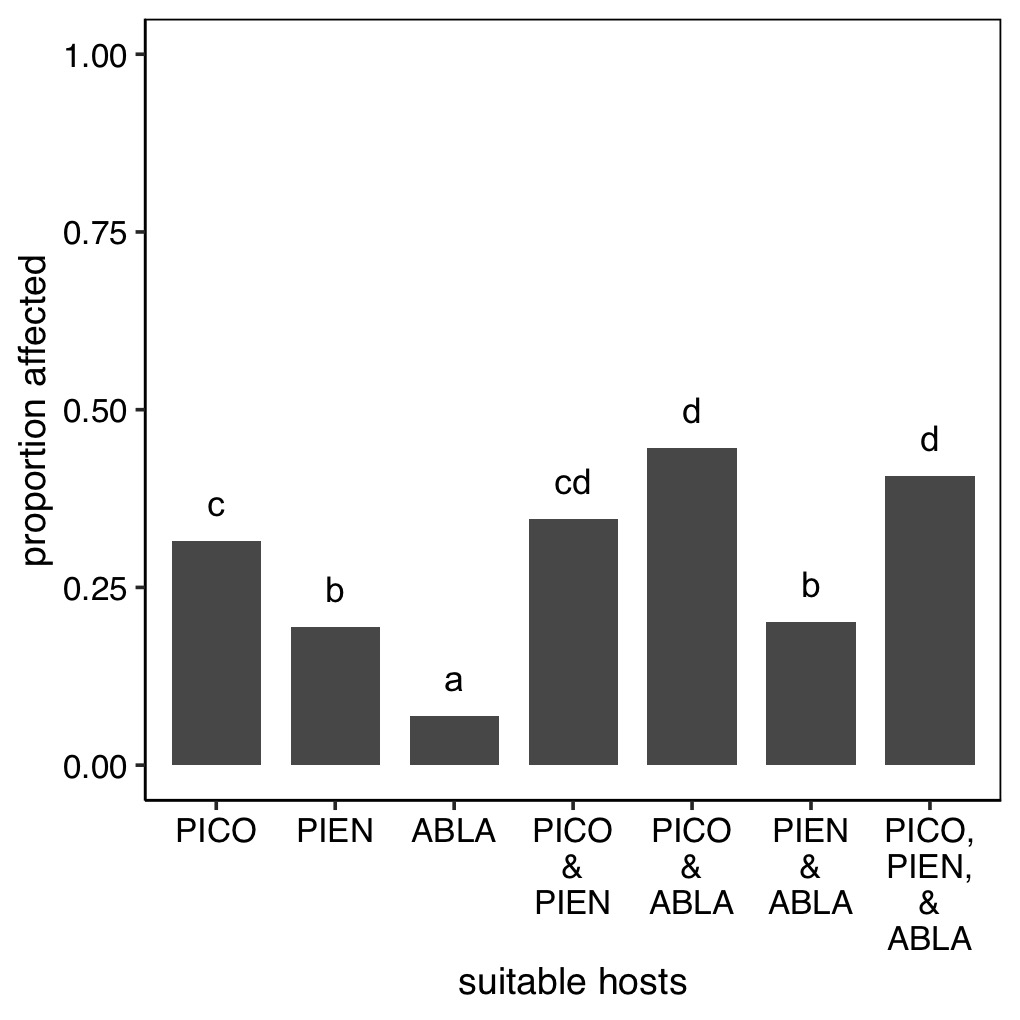 1.00
0.75
0.50
0.25
0.00
proportion affected
c
b
a
cd
d
b
d
PICO
PIEN
ABLA
PICO
&
PIEN
PICO
&
ABLA
PIEN
&
ABLA
PICO,
PIEN,
&
ABLA
suitable hosts